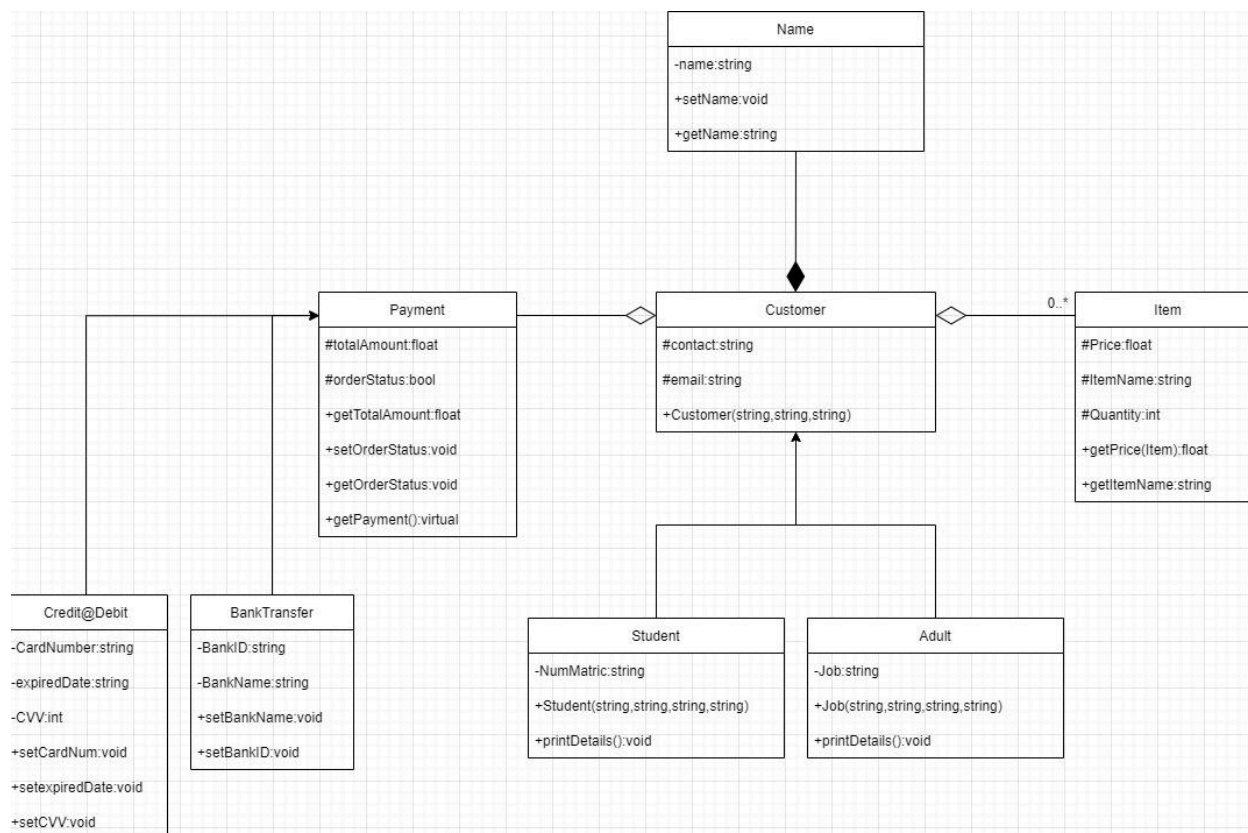 Name
-name:string
+setName:void
+getName:string
Payment
#totalAmount:float
#orderStatus:bool
+getTotalAmount:float
+setOrderStatus:void
+getOrderStatus:void
+getPayment():virtual
Customer
#contact:string
#email:string
+Customer(string,string,string)
0..*
Item
#Price:float
#ItemName:string
#Quantity:int
+getPrice(Item):float
+getItemName:string
Credit@Debit
-CardNumber:string
-expiredDate:string
-CVV:int
+setCardNum:void
+setexpiredDate:void
+setCVV:void
BankTransfer
-BankID:string
-BankName:string
+setBankName:void
+setBankID:void
Student
-NumMatric:string
+Student(string,string,string,string)
+printDetails():void
Adult
-Job:string
+Job(string,string,string,string)
+printDetails():void